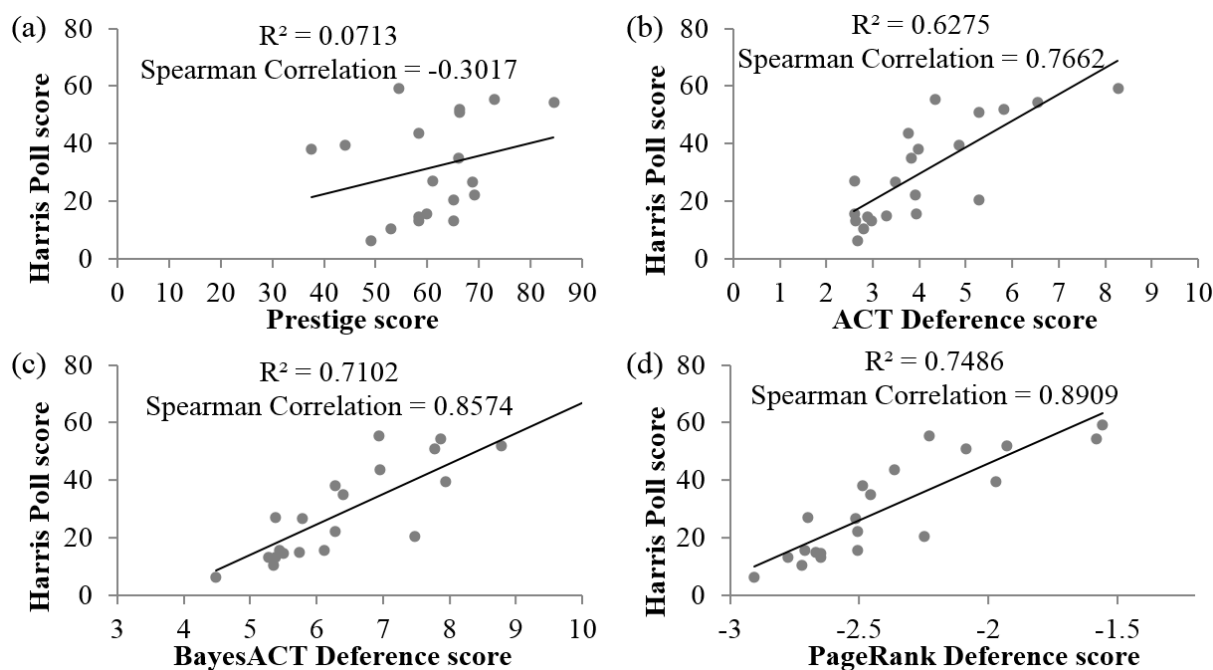 (a)
R² = 0.0713
Spearman Correlation = -0.3017
Harris Poll score
80
60
40
20
0
0 10 20 30 40 50 60 70 80 90
Prestige score
(b)
R² = 0.6275
Spearman Correlation = 0.7662
Harris Poll score
80
60
40
20
0
0 1 2 3 4 5 6 7 8 9 10
ACT Deference score
(c)
R² = 0.7102
Spearman Correlation = 0.8574
Harris Poll score
80
60
40
20
0
3 4 5 6 7 8 9 10
BayesACT Deference score
(d)
R² = 0.7486
Spearman Correlation = 0.8909
Harris Poll score
80
60
40
20
0
-3 -2.5 -2 -1.5
PageRank Deference score